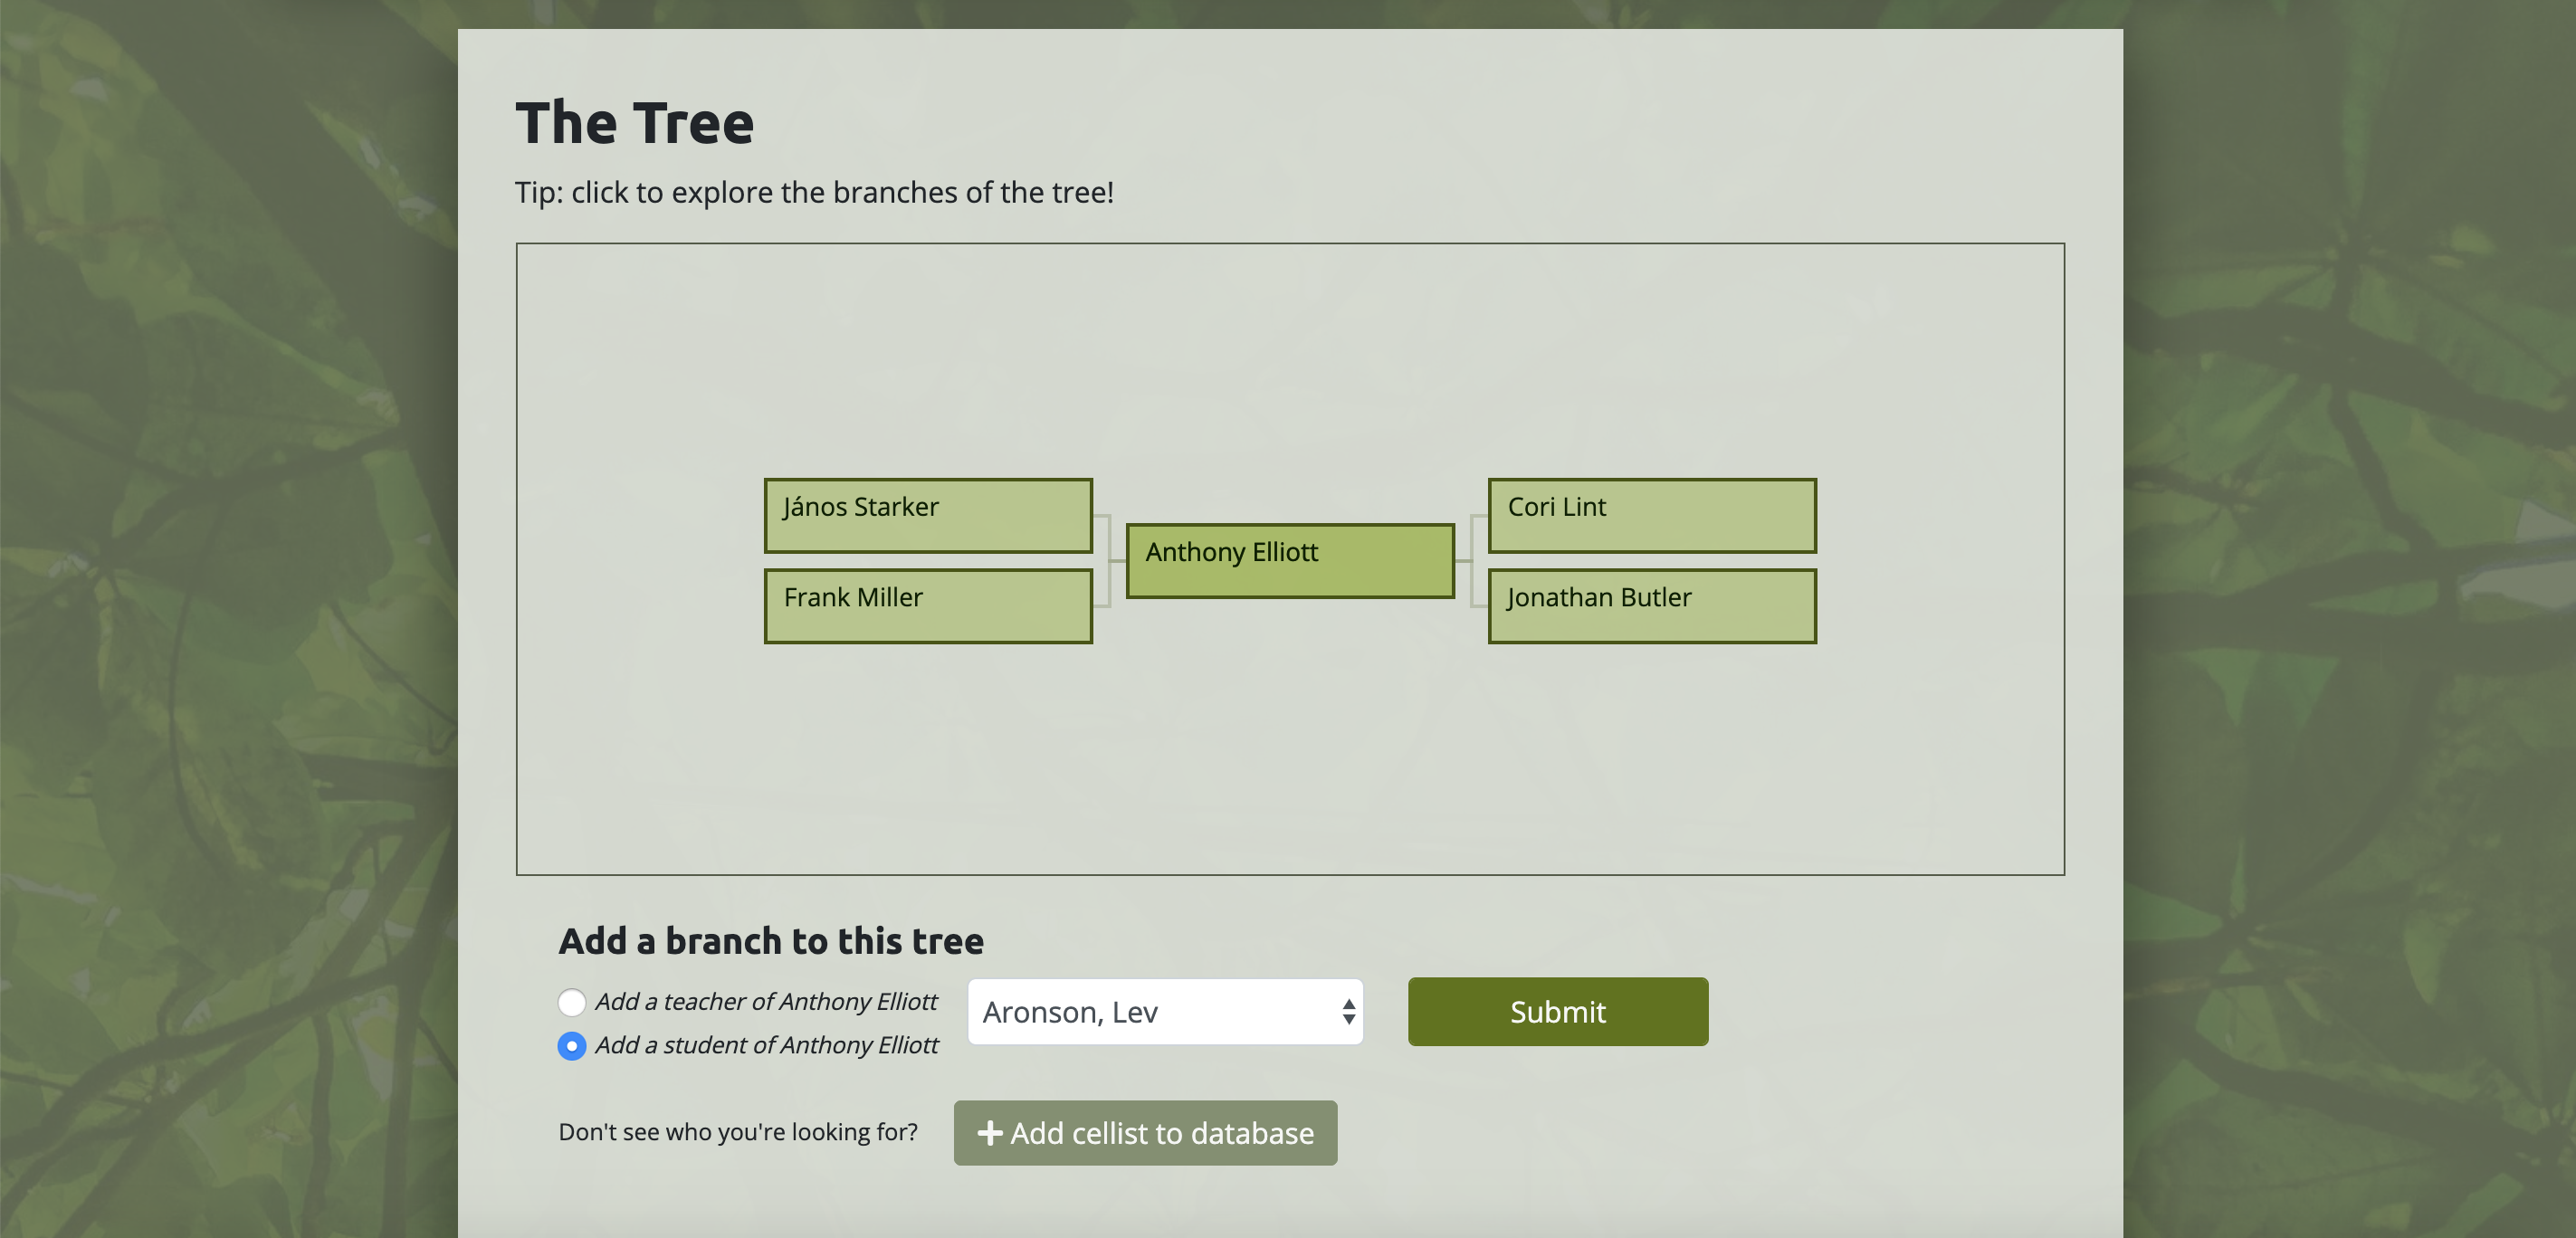 The Tree
Tip: click to explore the branches of the tree!
János Starker
Frank Miller
Anthony Elliott
Cori Lint
Jonathan Butler
Add a branch to this tree
Add a teacher of Anthony Elliott
Add a student of Anthony Elliott
Aronson, Lev
Submit
Don't see who you're looking for?
Add cellist to database